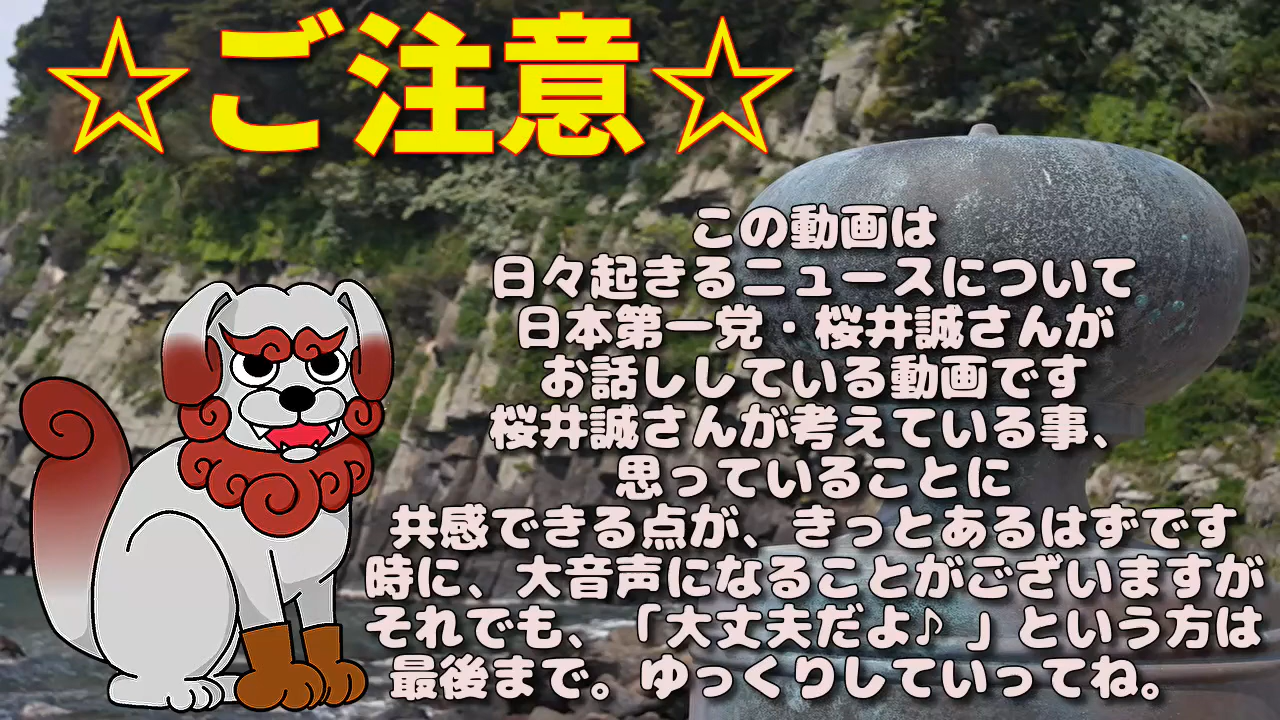 ☆ご注意☆
この動画は
日々起きるニュースについて
日本第一党・桜井誠さんが
お話ししている動画です
桜井誠さんが考えている事、
思っていることに
共感できる点が、きっとあるはずです
時に、大音声になることがございますが
それでも、「大丈夫だよ♪」という方は
最後まで。ゆっくりしていってね。